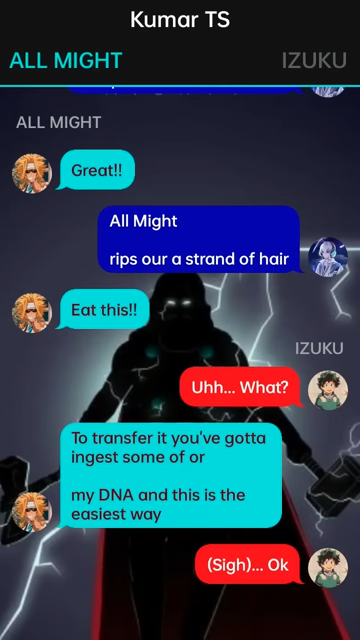 Kumar TS
ALL MIGHT
IZUKU
ALL MIGHT
Great!!
All Might
rips our a strand of hair
Eat this!!
IZUKU
Uhh... What?
To transfer it you've gotta
ingest some of or
my DNA and this is the
easiest way
(Sigh)... Ok